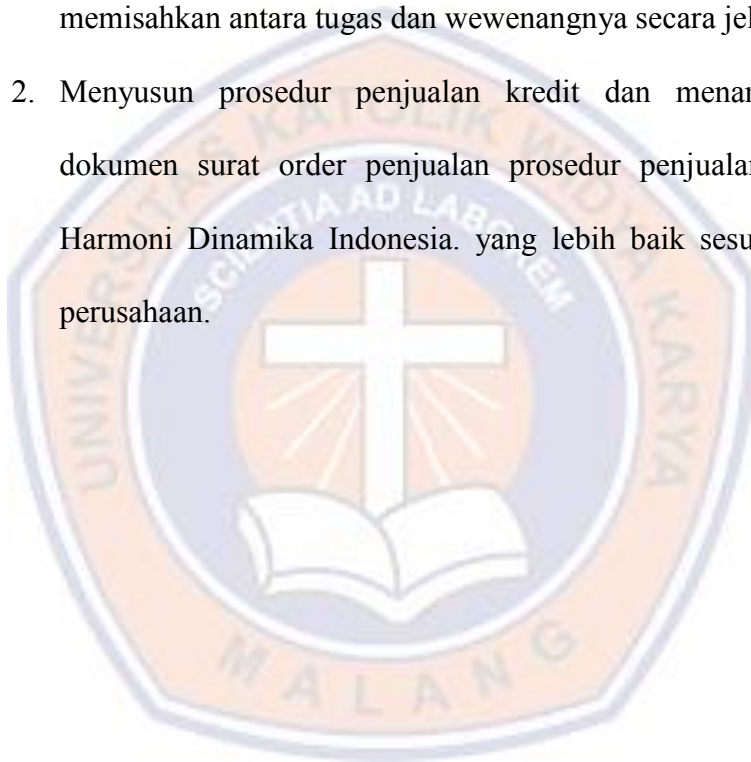 memisahkan antara tugas dan wewenangnya secara jel
2. Menyusun prosedur penjualan kredit dan menar
dokumen surat order penjualan prosedur penjualan
Harmoni Dinamika Indonesia. yang lebih baik sesu
perusahaan.
UNIVERSITAS KATOLIK WIDYA KARYA
SCIENTIA AD LABOREM
MALANG